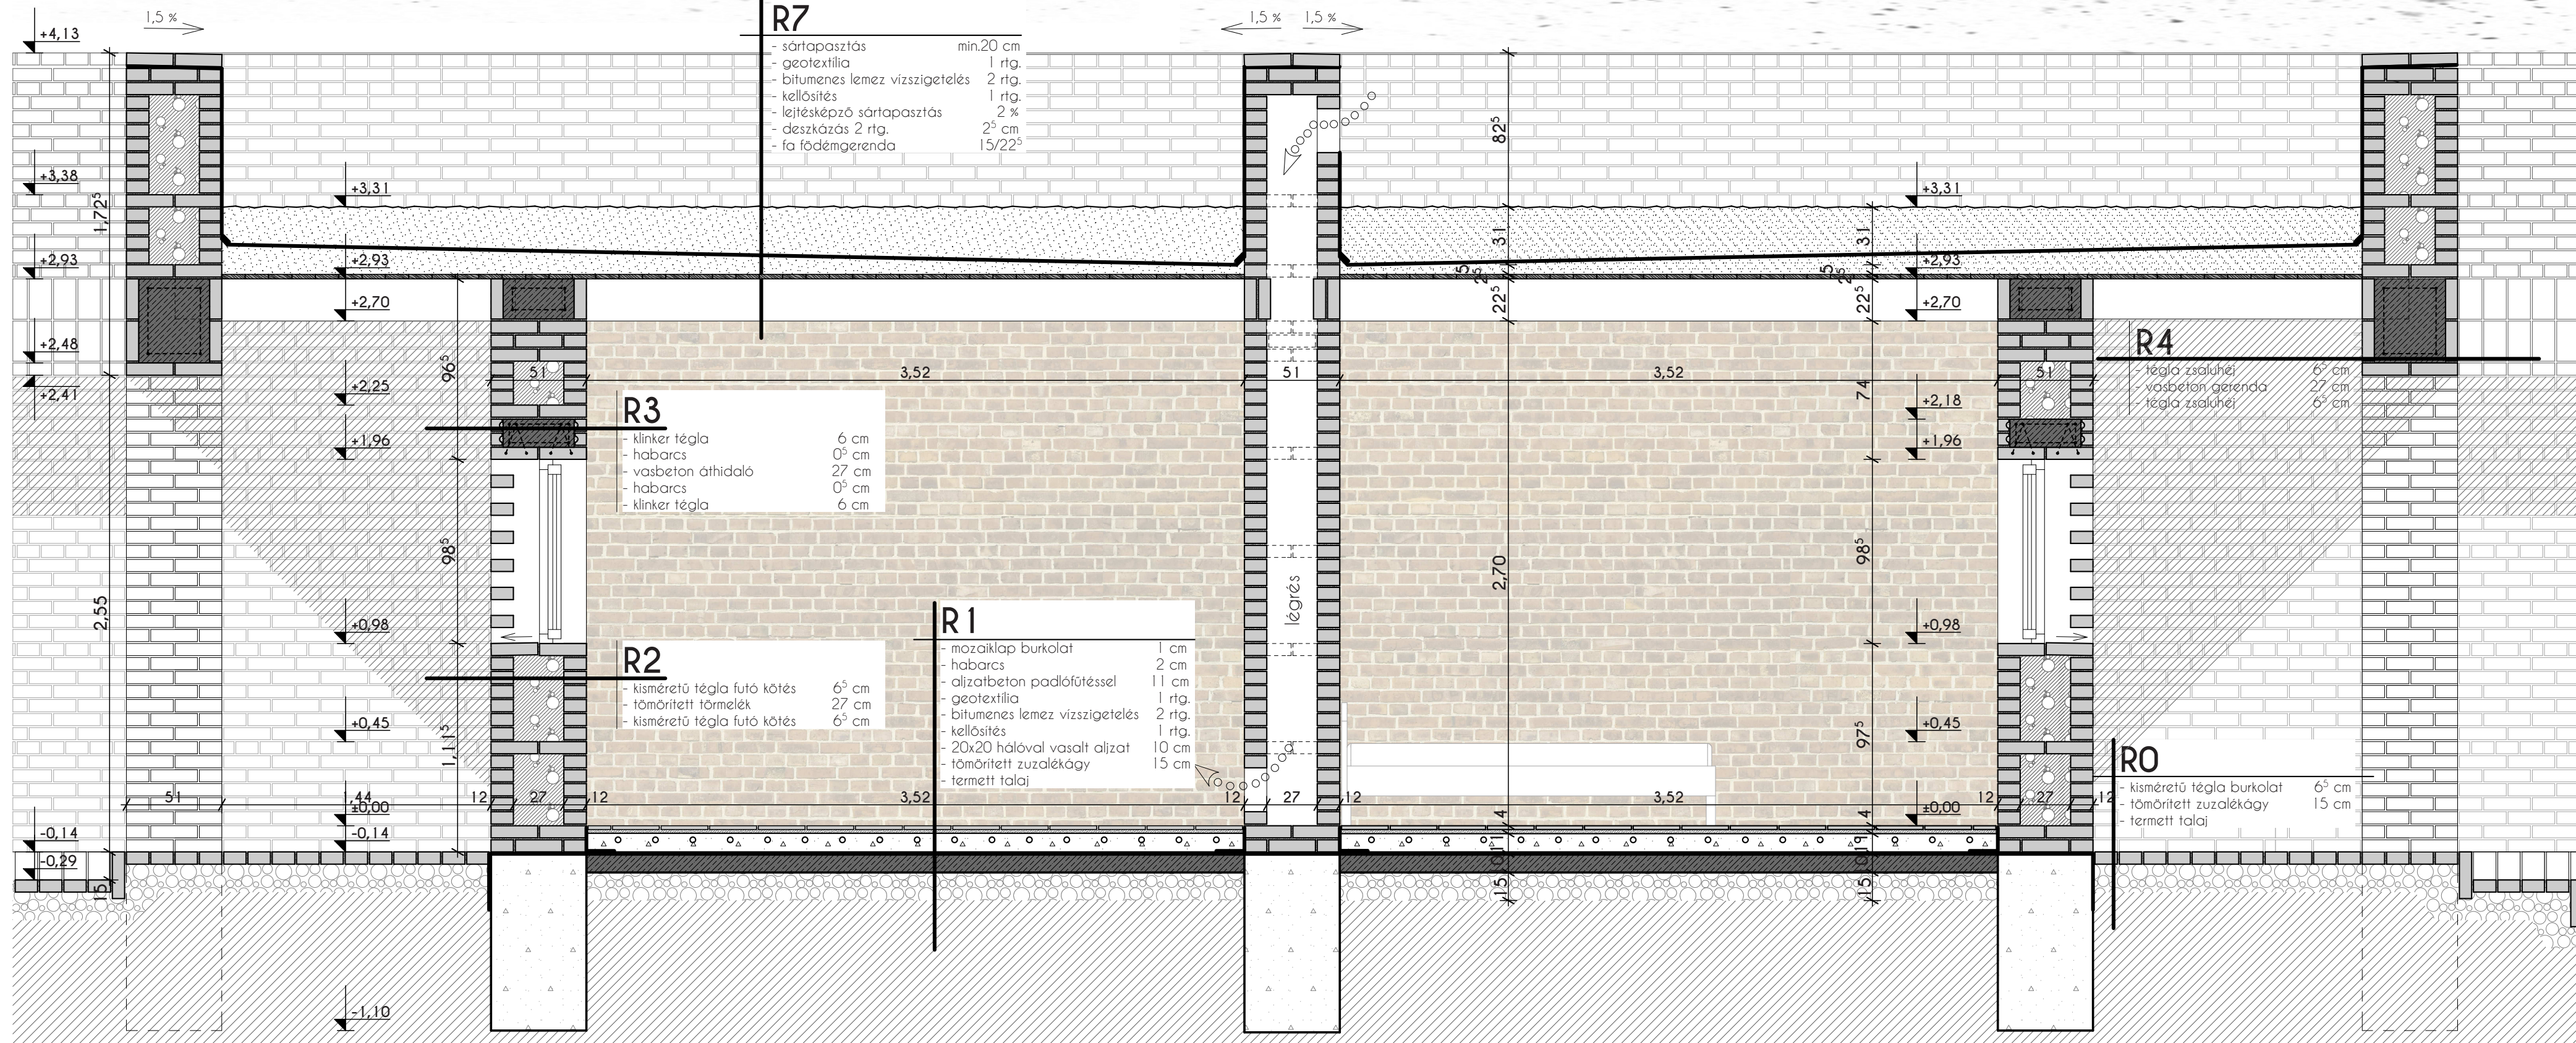 1,5 %
1,5 %
1,5 %
+4,13
+3,38
1,72⁵
+2,93
+2,48
+2,41
2,55
-0,14
-0,29
15
+3,31
+2,93
+2,70
+2,25
+1,96
+0,98
+0,45
±0,00
-0,14
-1,10
96⁵
98⁵
1,11⁵
R7
- sártapasztás min.20 cm
- geotextília 1 rtg.
- bitumenes lemez vízszigetelés 2 rtg.
- kellősítés 1 rtg.
- lejtésképző sártapasztás 2 %
- deszkázás 2 rtg. 2⁵ cm
- fa födémgerenda 15/22⁵
51
3,52
51
3,52
51
R3
- klinker tégla 6 cm
- habarcs 0⁵ cm
- vasbeton áthidaló 27 cm
- habarcs 0⁵ cm
- klinker tégla 6 cm
R2
- kisméretű tégla futó kötés 6⁵ cm
- tömörített törmelék 27 cm
- kisméretű tégla futó kötés 6⁵ cm
R1
- mozaiklap burkolat 1 cm
- habarcs 2 cm
- aljzatbeton padlófűtéssel 11 cm
- geotextília 1 rtg.
- bitumenes lemez vízszigetelés 2 rtg.
- kellősítés 1 rtg.
- 20x20 hálóval vasalt aljzat 10 cm
- tömörített zuzalékágy 15 cm
- termett talaj
légrés
51
1,44
12
27
12
3,52
12
27
12
3,52
12
27
12
82⁵
31
22⁵
2,70
4
15
31
22⁵
74
98⁵
97⁵
4
15
+3,31
+2,93
+2,70
+2,18
+1,96
+0,98
+0,45
±0,00
R4
- tégla zsaluhéj 6⁵ cm
- vasbeton gerenda 27 cm
- tégla zsaluhéj 6⁵ cm
R0
- kisméretű tégla burkolat 6⁵ cm
- tömörített zuzalékágy 15 cm
- termett talaj